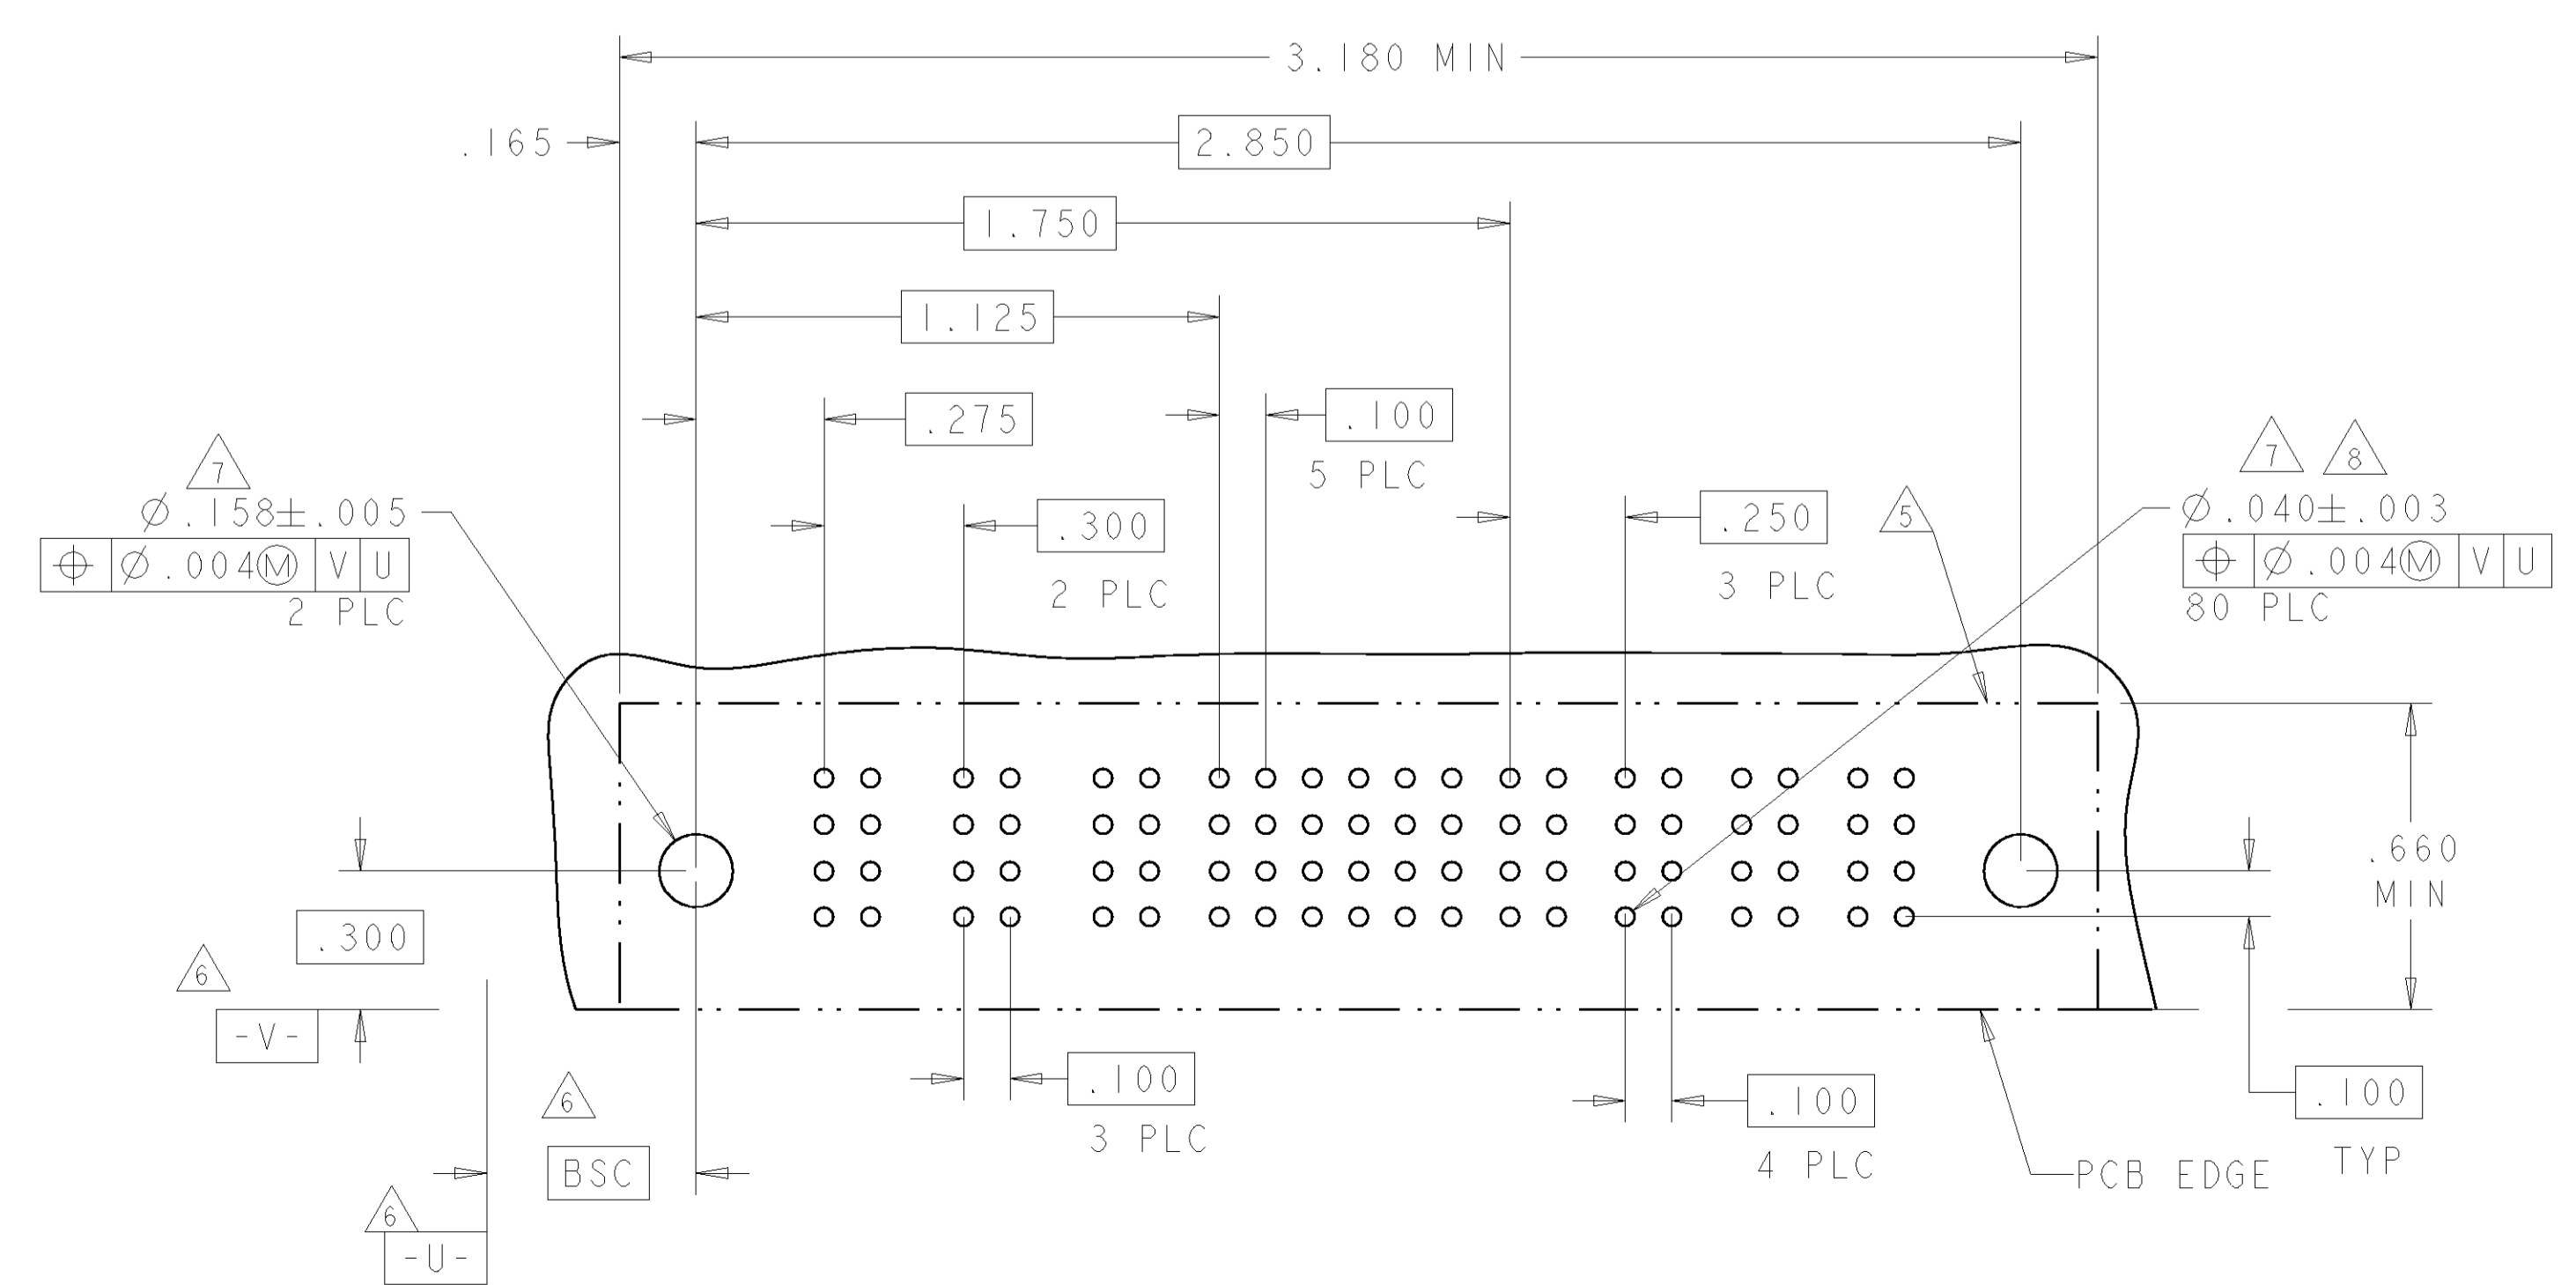 3.180 MIN
.165
2.850
1.750
1.125
.275
.100
5 PLC
7
Ø.158±.005
⌖ Ø.004Ⓜ V U
2 PLC
.300
2 PLC
.250
3 PLC
5
7 8
Ø.040±.003
⌖ Ø.004Ⓜ V U
80 PLC
.660
MIN
.300
6
-V-
6
BSC
6
-U-
.100
3 PLC
.100
4 PLC
PCB EDGE
.100
TYP